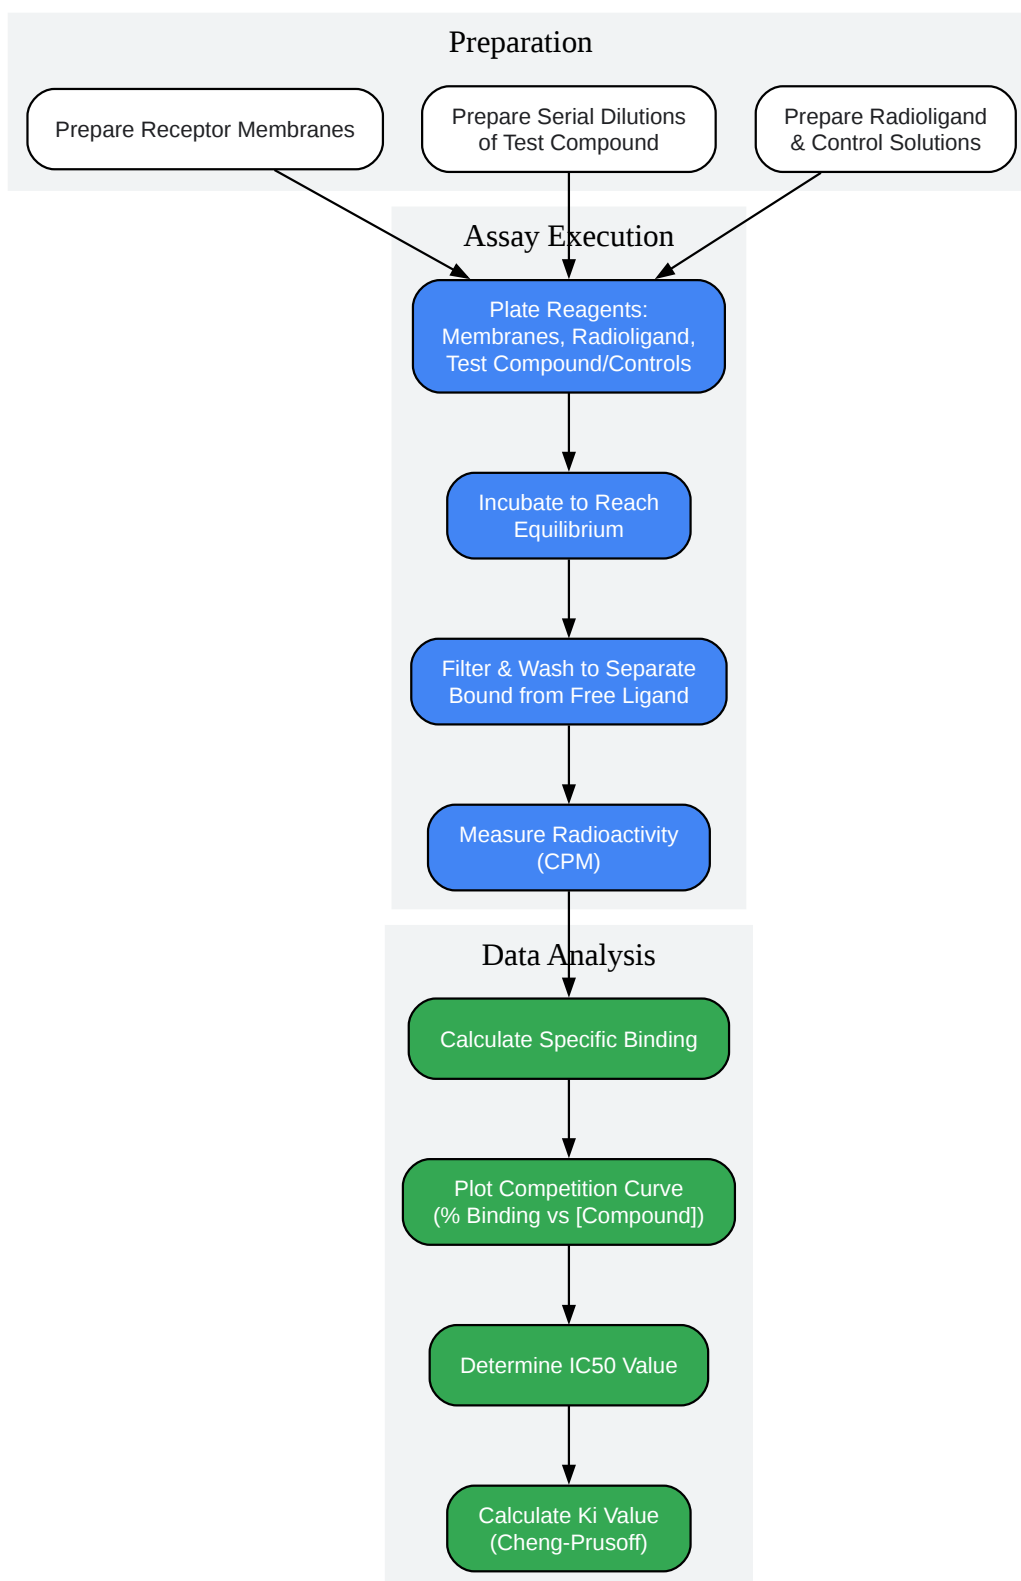 Preparation
Prepare Receptor Membranes
Prepare Serial Dilutions
of Test Compound
Prepare Radioligand
& Control Solutions
Assay Execution
Plate Reagents:
Membranes, Radioligand,
Test Compound/Controls
Incubate to Reach
Equilibrium
Filter & Wash to Separate
Bound from Free Ligand
Measure Radioactivity
(CPM)
Data Analysis
Calculate Specific Binding
Plot Competition Curve
(% Binding vs [Compound])
Determine IC50 Value
Calculate Ki Value
(Cheng-Prusoff)